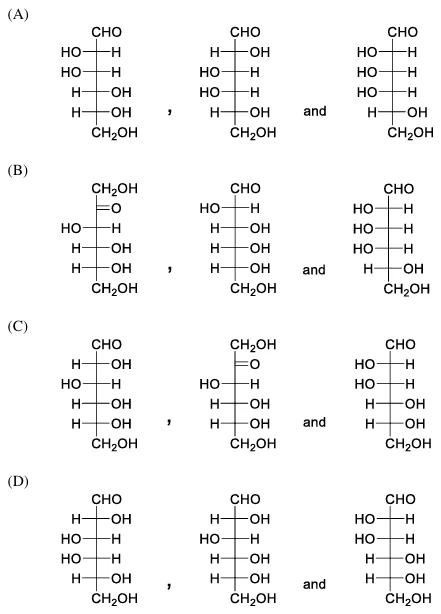 (A)
CHO CHO CHO
HO H H OH HO H
HO H HO H HO H
H OH HO H HO H
H OH , H OH and H OH
CH₂OH CH₂OH CH₂OH
(B)
CH₂OH CHO CHO
O HO H HO H
HO H H OH HO H
H OH H OH HO H
H OH , H OH and H OH
CH₂OH CH₂OH CH₂OH
(C)
CHO CH₂OH CHO
H OH O HO H
HO H HO H HO H
H OH H OH H OH
H OH , H OH and H OH
CH₂OH CH₂OH CH₂OH
(D)
CHO CHO CHO
H OH H OH HO H
HO H HO H HO H
HO H H OH H OH
H OH , H OH and H OH
CH₂OH CH₂OH CH₂OH